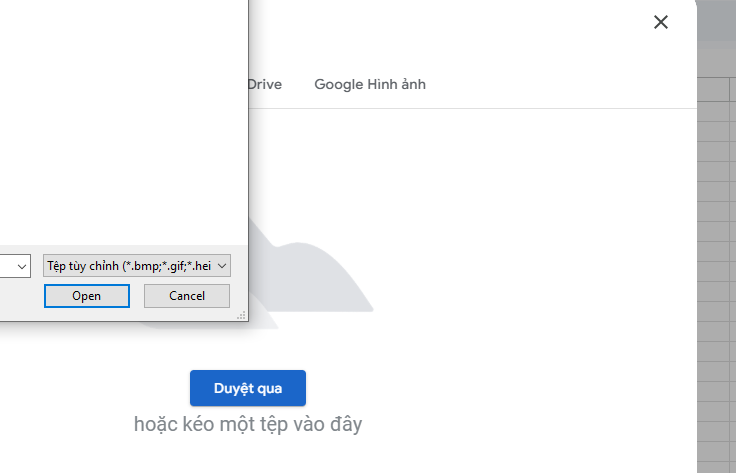 Drive Google Hình ảnh
Tệp tùy chỉnh (*.bmp;*.gif;*.hei
Open Cancel
Duyệt qua
hoặc kéo một tệp vào đây